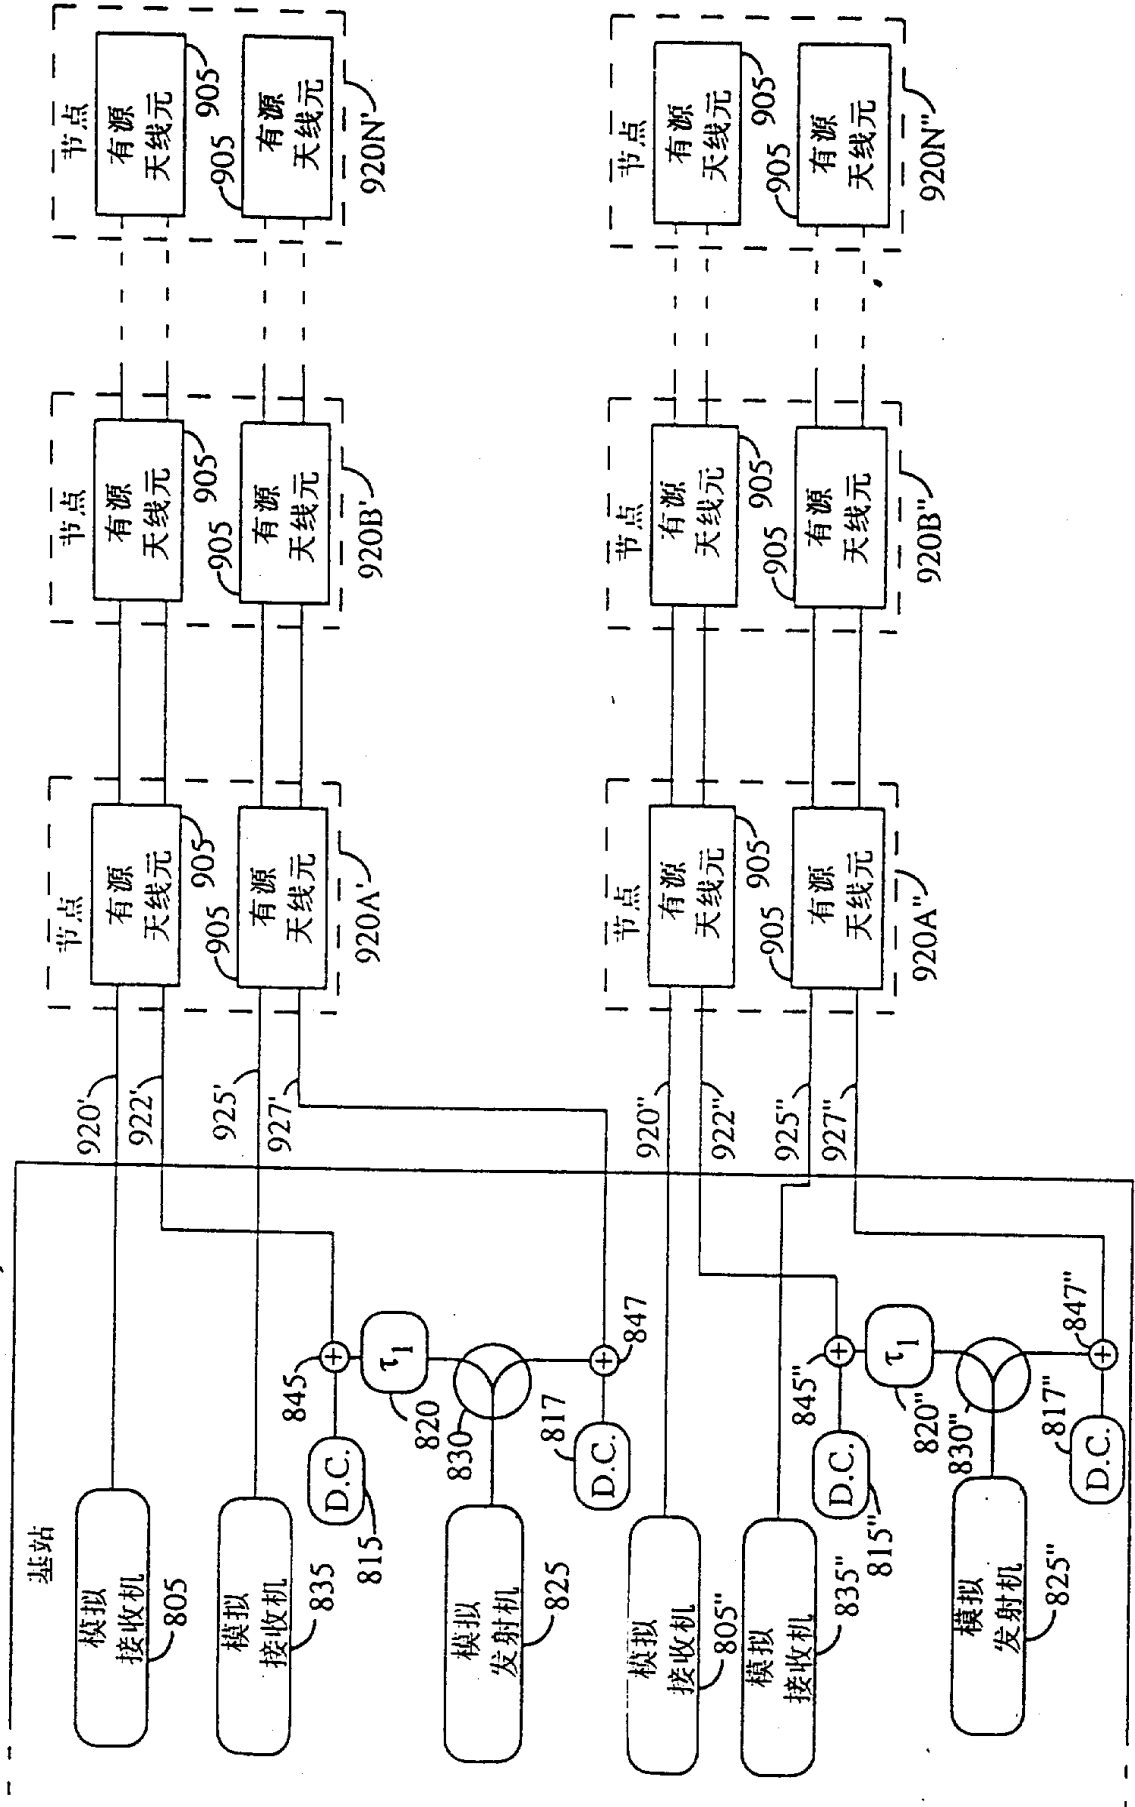 基站
模拟
接收机
805
模拟
接收机
835
D.C.
815
845
τ1
820
830
模拟
发射机
825
D.C.
817
847
920'
922'
925'
927'
节点
有源
天线元
905
有源
天线元
905
920A'
节点
有源
天线元
905
有源
天线元
905
920B'
节点
有源
天线元
905
有源
天线元
905
920N'
模拟
接收机
805"
模拟
接收机
835"
D.C.
815"
845"
τ1
820"
830"
模拟
发射机
825"
D.C.
817"
847"
920"
922"
925"
927"
节点
有源
天线元
905
有源
天线元
905
920A"
节点
有源
天线元
905
有源
天线元
905
920B"
节点
有源
天线元
905
有源
天线元
905
920N"